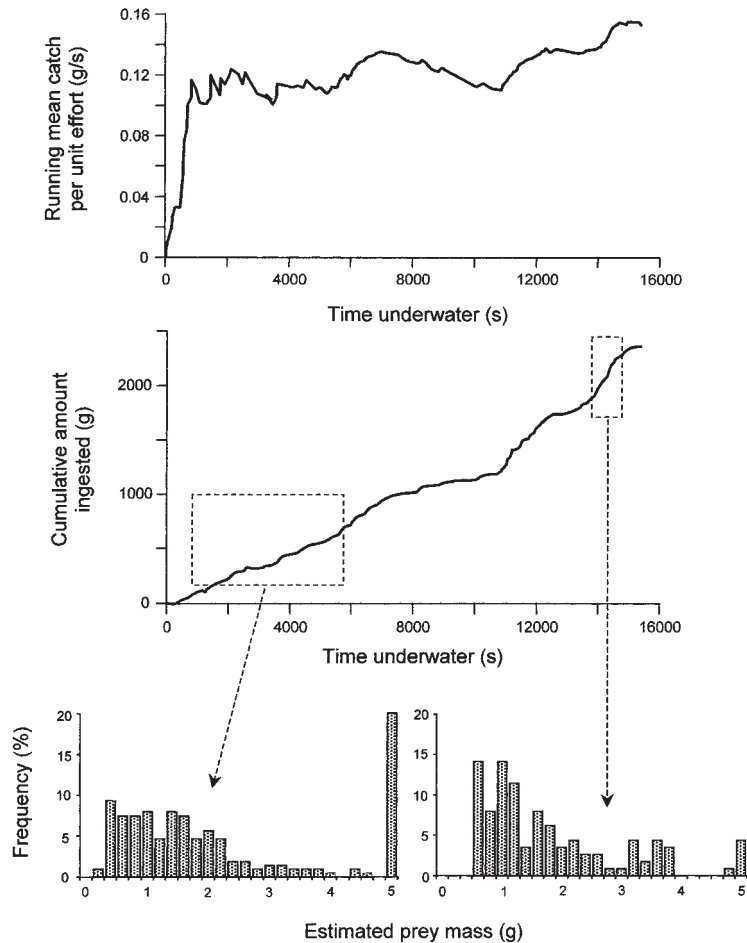 Running mean catch
per unit effort (g/s)
0.16
0.12
0.08
0.04
0
0 4000 8000 12000 16000
Time underwater (s)
Cumulative amount
ingested (g)
2000
1000
0
0 4000 8000 12000 16000
Time underwater (s)
Frequency (%)
20
15
10
5
0
0 1 2 3 4 5
20
15
10
5
0
0 1 2 3 4 5
Estimated prey mass (g)